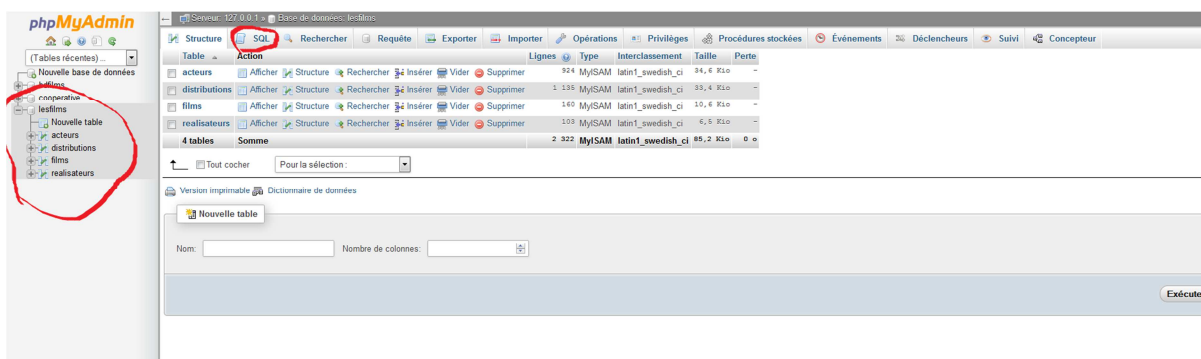 phpMyAdmin
(Tables récentes) ...
Nouvelle base de données
bdfilms
cooperative
lesfilms
Nouvelle table
acteurs
distributions
films
realisateurs
Serveur: 127.0.0.1 » Base de données: lesfilms
Structure SQL Rechercher Requête Exporter Importer Opérations Privilèges Procédures stockées Événements Suivi Déclencheurs Concepteur
Table Action Lignes Type Interclassement Taille Perte
acteurs Afficher Structure Rechercher Insérer Vider Supprimer 924 MyISAM latin1_swedish_ci 34,6 Kio -
distributions Afficher Structure Rechercher Insérer Vider Supprimer 1 135 MyISAM latin1_swedish_ci 33,4 Kio -
films Afficher Structure Rechercher Insérer Vider Supprimer 160 MyISAM latin1_swedish_ci 10,6 Kio -
realisateurs Afficher Structure Rechercher Insérer Vider Supprimer 103 MyISAM latin1_swedish_ci 6,5 Kio -
4 tables Somme 2 322 MyISAM latin1_swedish_ci 85,2 Kio 0 o
Tout cocher Pour la sélection :
Version imprimable Dictionnaire de données
Nouvelle table
Nom: Nombre de colonnes:
Exécute